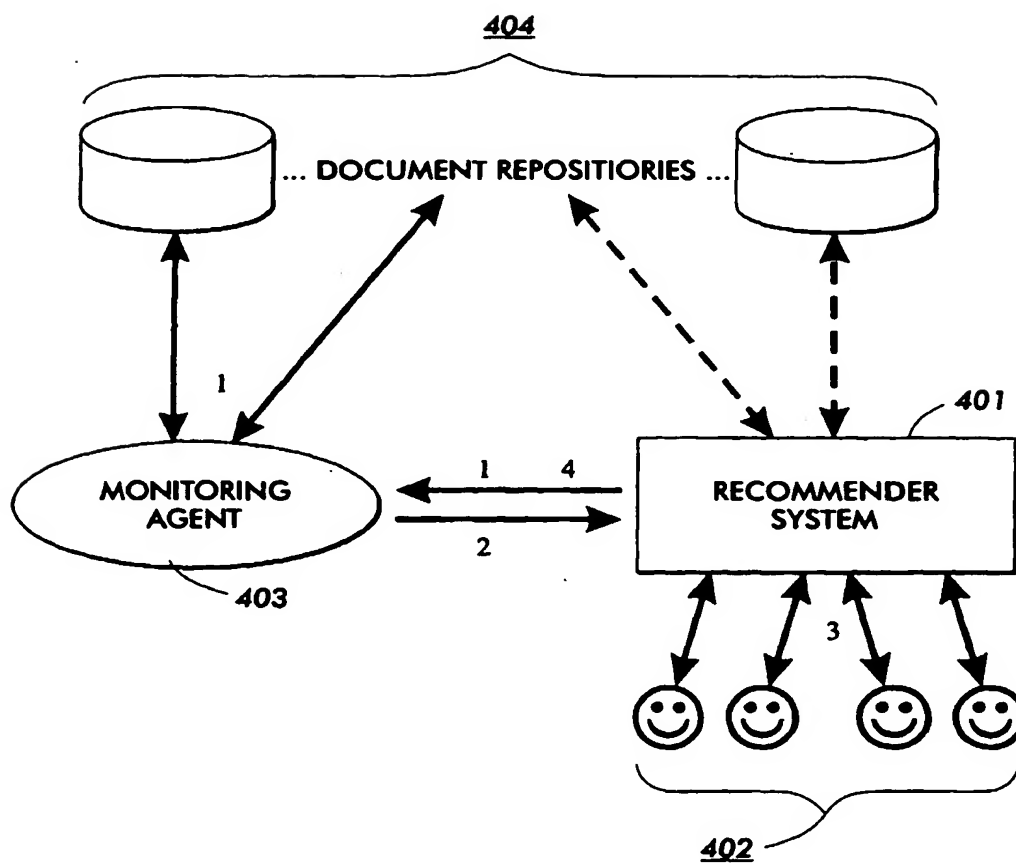 404
... DOCUMENT REPOSITIORIES ...
1
401
MONITORING
AGENT
1 4
2
RECOMMENDER
SYSTEM
403
3
402